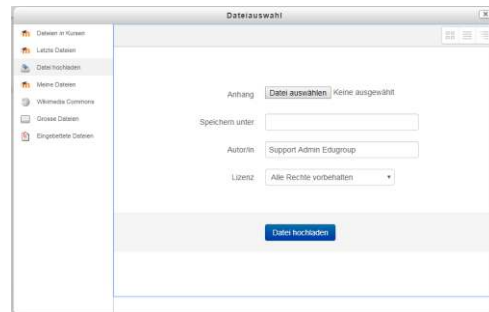 Dateiauswahl
Dateien in Kursen
Letzte Dateien
Datei hochladen
Meine Dateien
Wikimedia Commons
Grosse Dateien
Eingebettete Dateien
Anhang Datei auswählen Keine ausgewählt
Speichern unter
Autor/in Support Admin Edugroup
Lizenz Alle Rechte vorbehalten
Datei hochladen